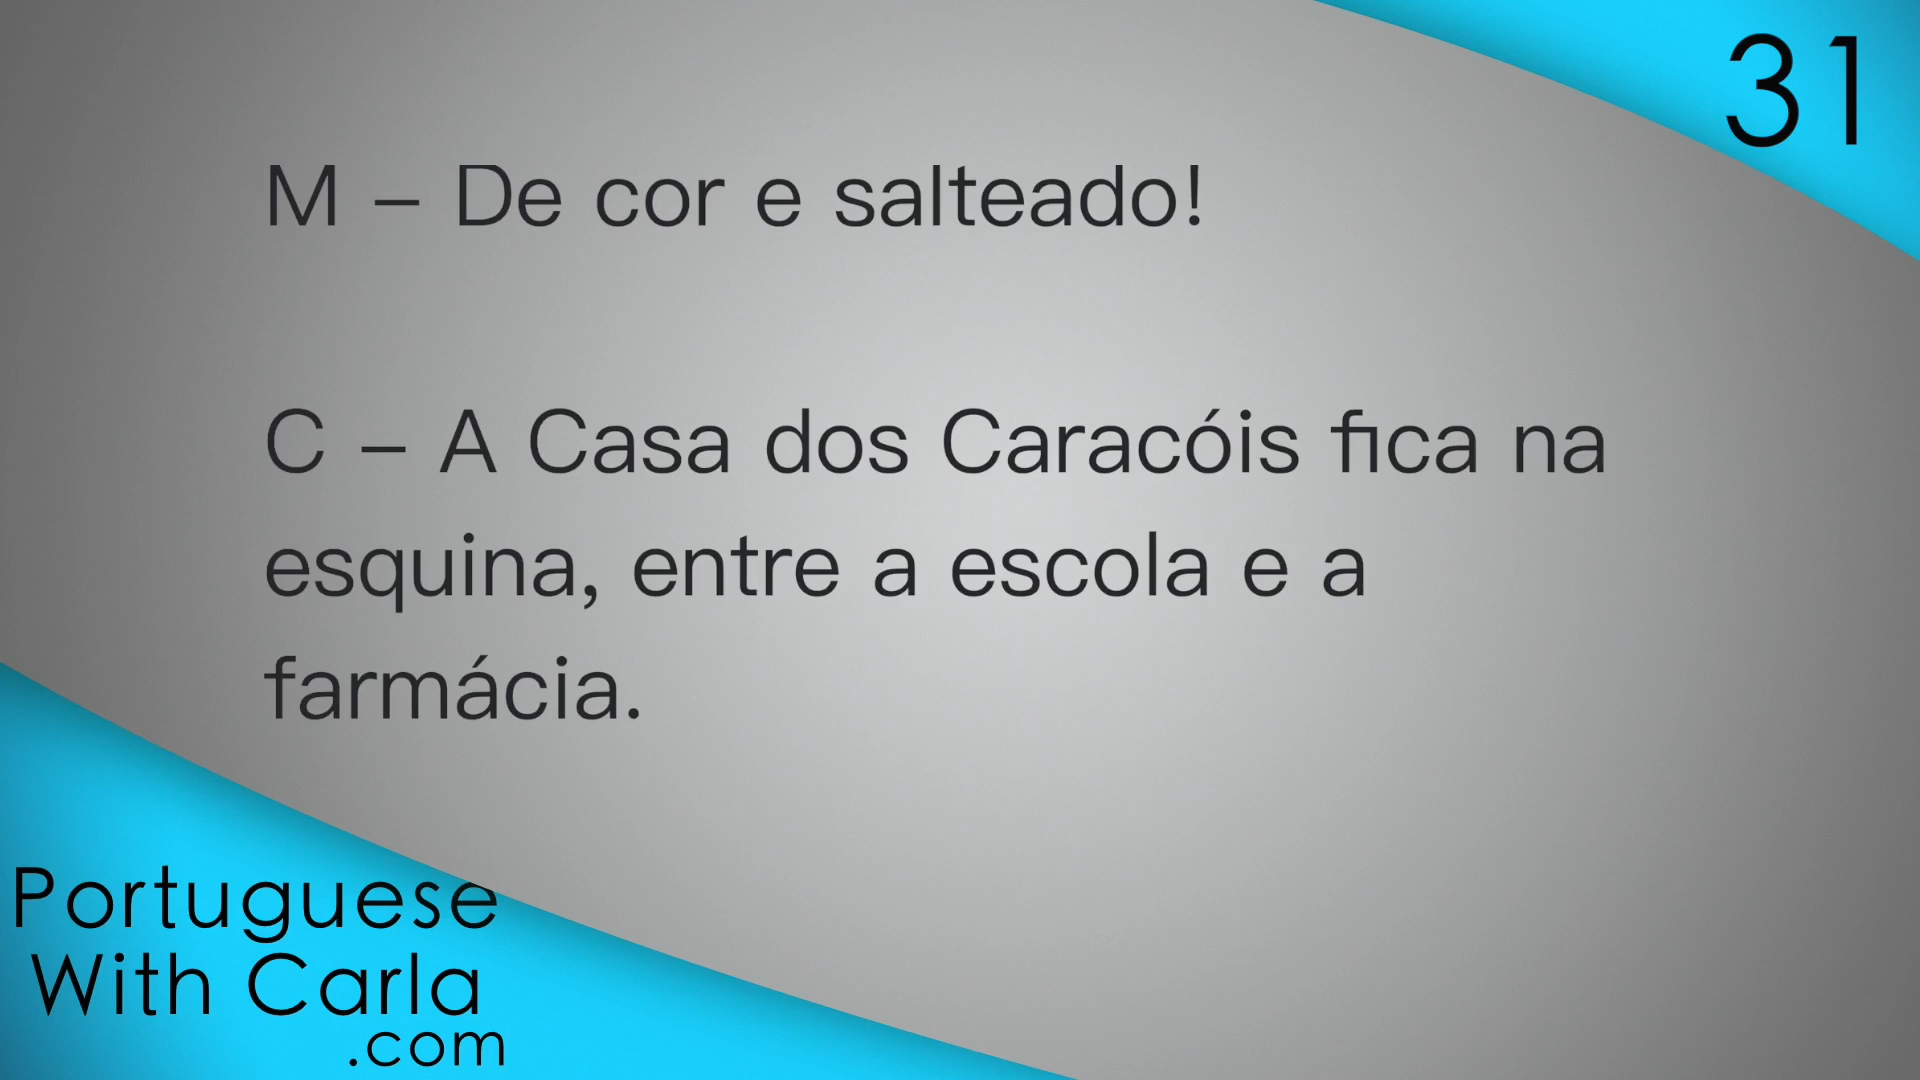 31
M – De cor e salteado!
C – A Casa dos Caracóis fica na
esquina, entre a escola e a
farmácia.
Portuguese
With Carla
.com